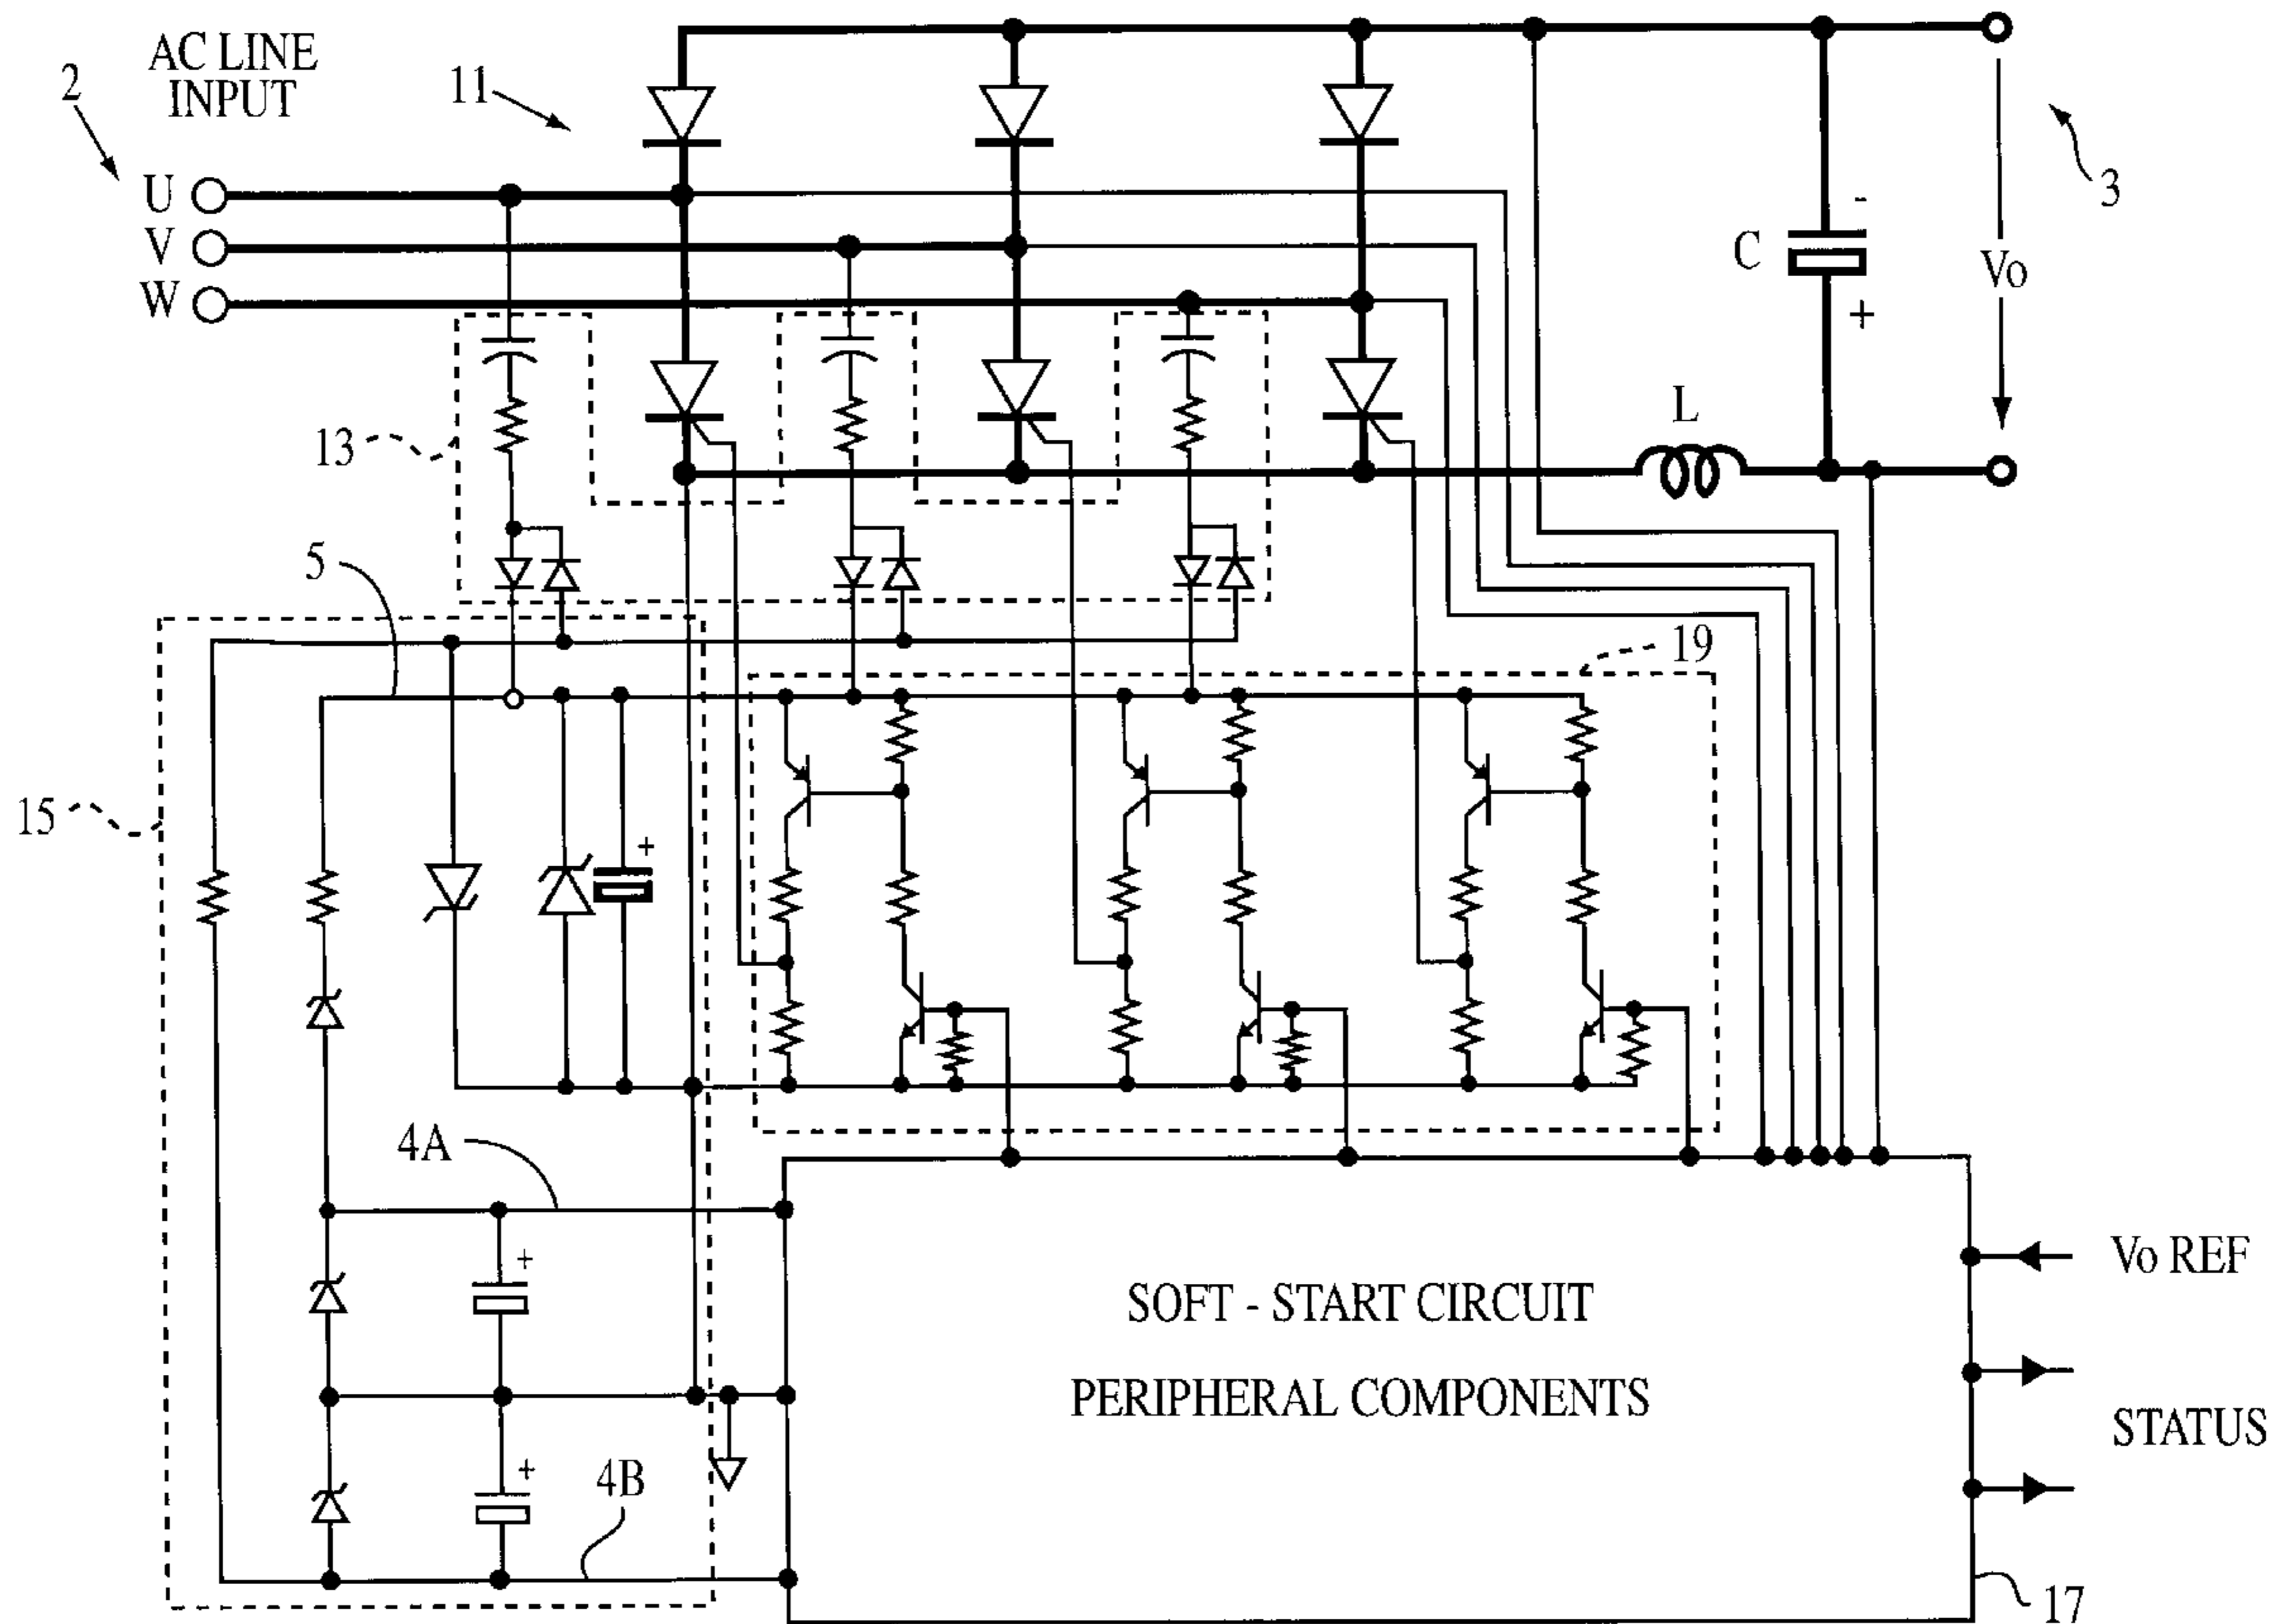 AC LINE
INPUT
2
11
U
V
W
3
C
-
+
Vo
L
13
5
19
15
+
4A
+
Vo REF
SOFT - START CIRCUIT
PERIPHERAL COMPONENTS
STATUS
+
4B
17